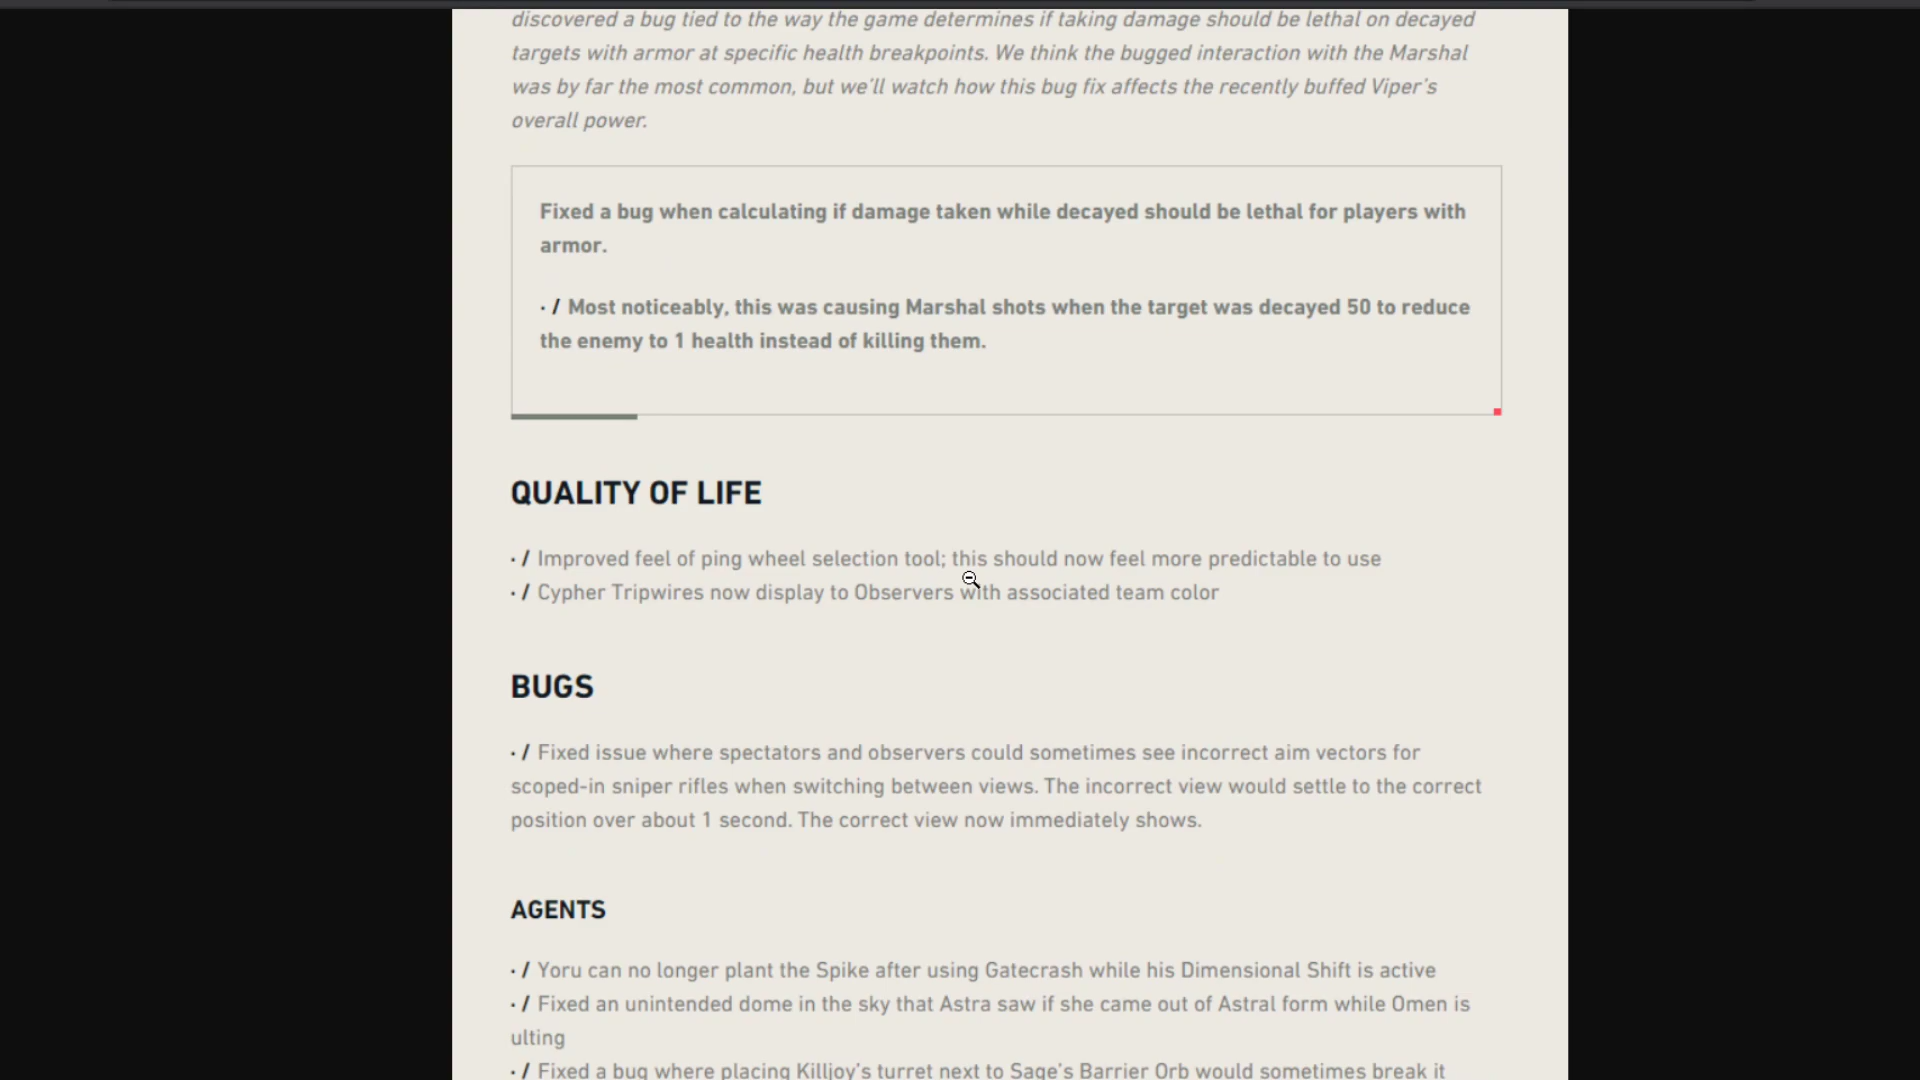 discovered a bug tied to the way the game determines if taking damage should be lethal on decayed
targets with armor at specific health breakpoints. We think the bugged interaction with the Marshal
was by far the most common, but we'll watch how this bug fix affects the recently buffed Viper's
overall power.
Fixed a bug when calculating if damage taken while decayed should be lethal for players with
armor.
· / Most noticeably, this was causing Marshal shots when the target was decayed 50 to reduce
the enemy to 1 health instead of killing them.
QUALITY OF LIFE
· / Improved feel of ping wheel selection tool; this should now feel more predictable to use
· / Cypher Tripwires now display to Observers with associated team color
BUGS
· / Fixed issue where spectators and observers could sometimes see incorrect aim vectors for
scoped-in sniper rifles when switching between views. The incorrect view would settle to the correct
position over about 1 second. The correct view now immediately shows.
AGENTS
· / Yoru can no longer plant the Spike after using Gatecrash while his Dimensional Shift is active
· / Fixed an unintended dome in the sky that Astra saw if she came out of Astral form while Omen is
ulting
· / Fixed a bug where placing Killjoy's turret next to Sage's Barrier Orb would sometimes break it